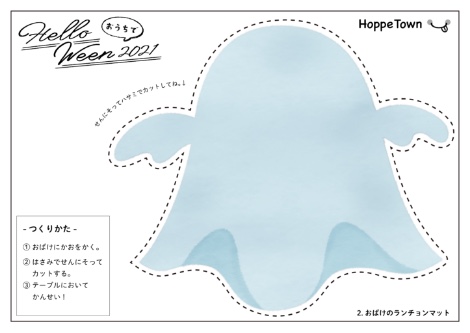 Hello
Ween 2021
おうちで
HoppeTown
せんにそってハサミでカットしてね。↓
- つくりかた -
① おばけにかおをかく。
② はさみでせんにそって
カットする。
③ テーブルにおいて
かんせい！
2. おばけのランチョンマット